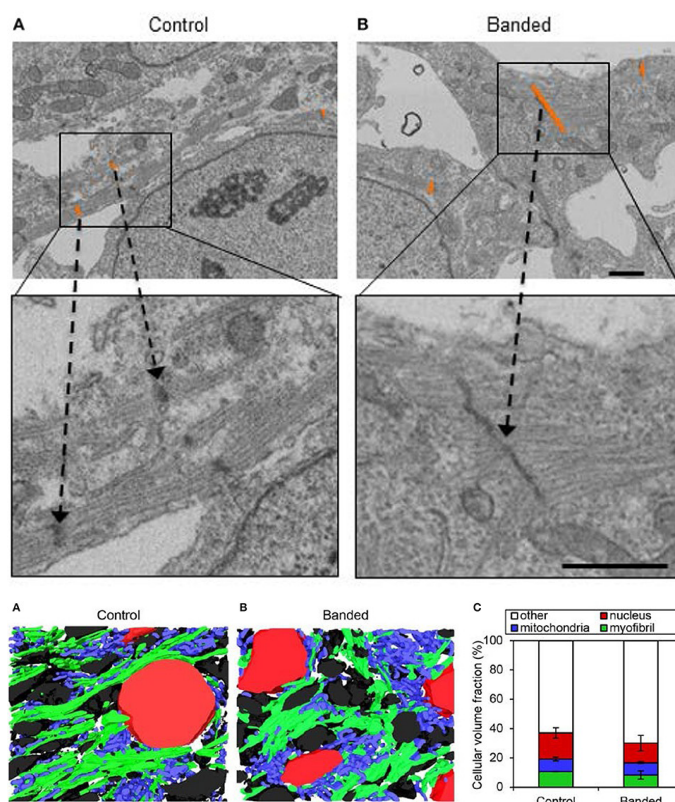 A Control
B Banded
A Control
B Banded
C
other nucleus
mitochondria myofibril
Cellular volume fraction (%)
100
80
60
40
20
0
Control Banded